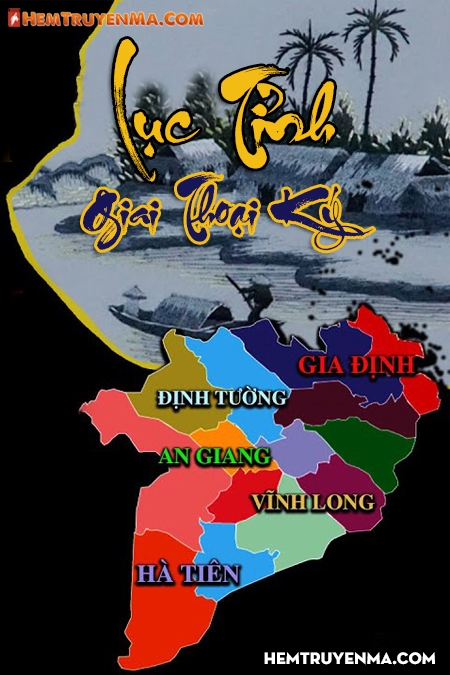 HEMTRUYENMA.COM
Lục Tỉnh
Giai Thoại Ký
GIA ĐỊNH
ĐỊNH TƯỜNG
AN GIANG
VĨNH LONG
HÀ TIÊN
HEMTRUYENMA.COM